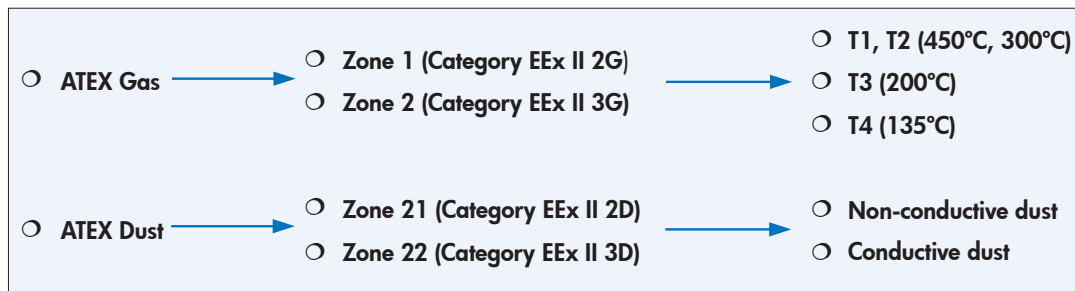 ATEX Gas
Zone 1 (Category EEx II 2G)
Zone 2 (Category EEx II 3G)
T1, T2 (450°C, 300°C)
T3 (200°C)
T4 (135°C)
ATEX Dust
Zone 21 (Category EEx II 2D)
Zone 22 (Category EEx II 3D)
Non-conductive dust
Conductive dust